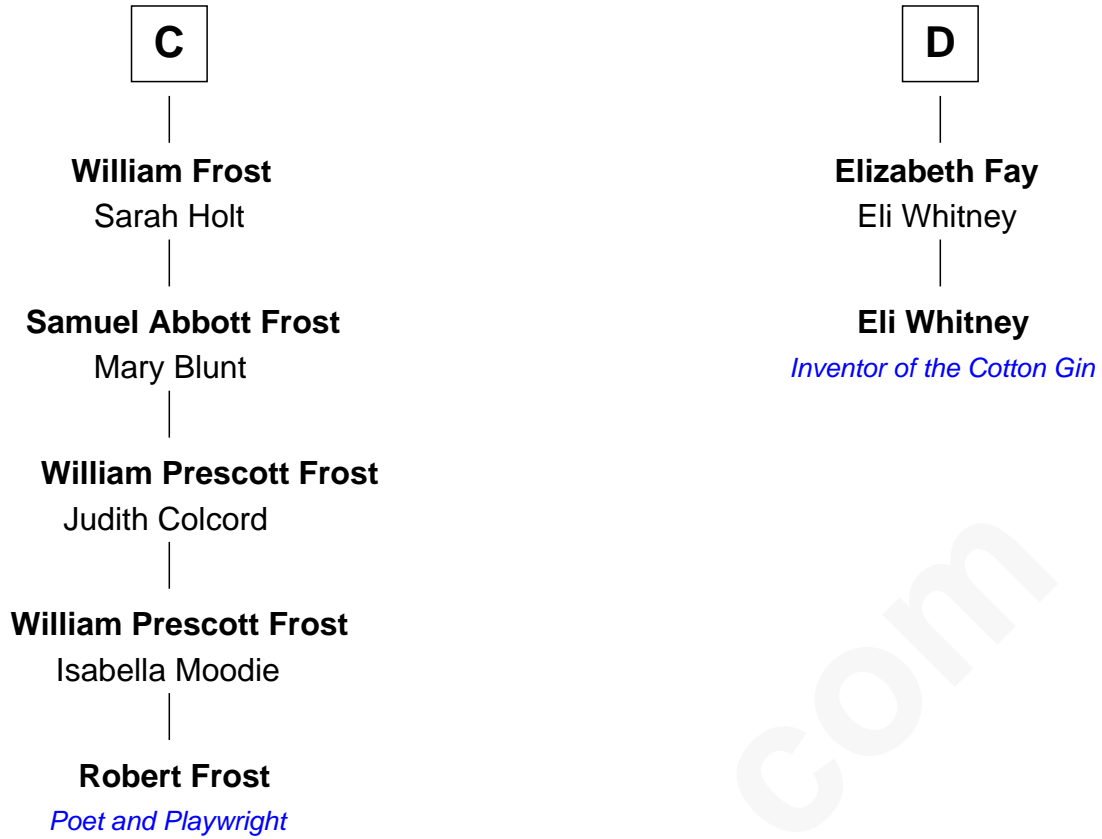 C
William Frost
Sarah Holt
Samuel Abbott Frost
Mary Blunt
William Prescott Frost
Judith Colcord
William Prescott Frost
Isabella Moodie
Robert Frost
Poet and Playwright
D
Elizabeth Fay
Eli Whitney
Eli Whitney
Inventor of the Cotton Gin
com